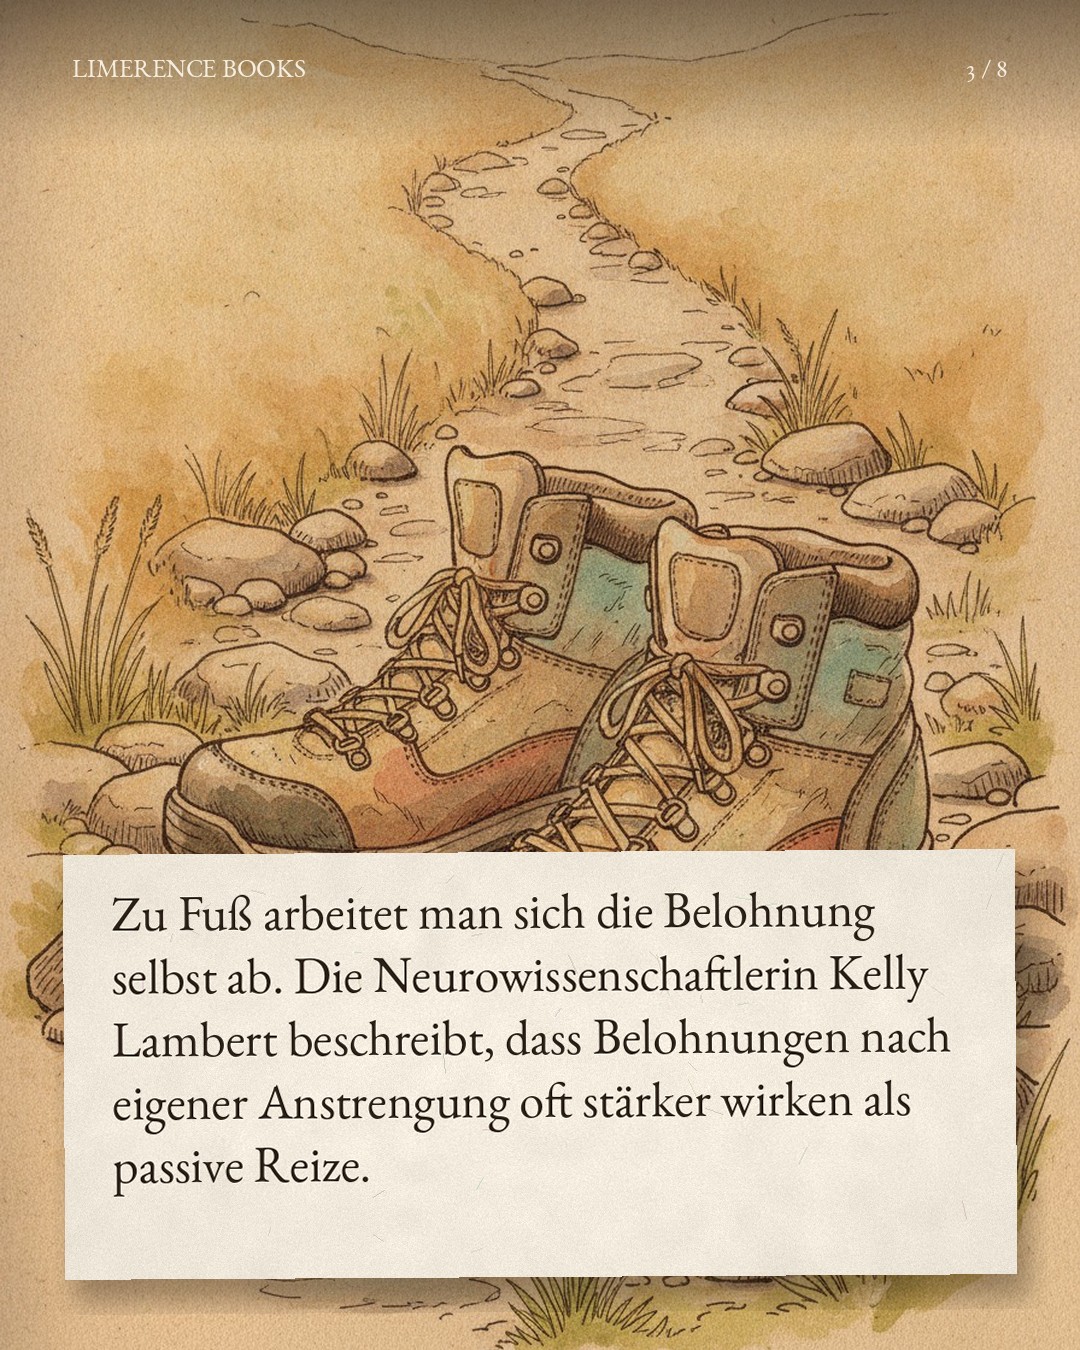 LIMERENCE BOOKS
3 / 8
Zu Fuß arbeitet man sich die Belohnung
selbst ab. Die Neurowissenschaftlerin Kelly
Lambert beschreibt, dass Belohnungen nach
eigener Anstrengung oft stärker wirken als
passive Reize.